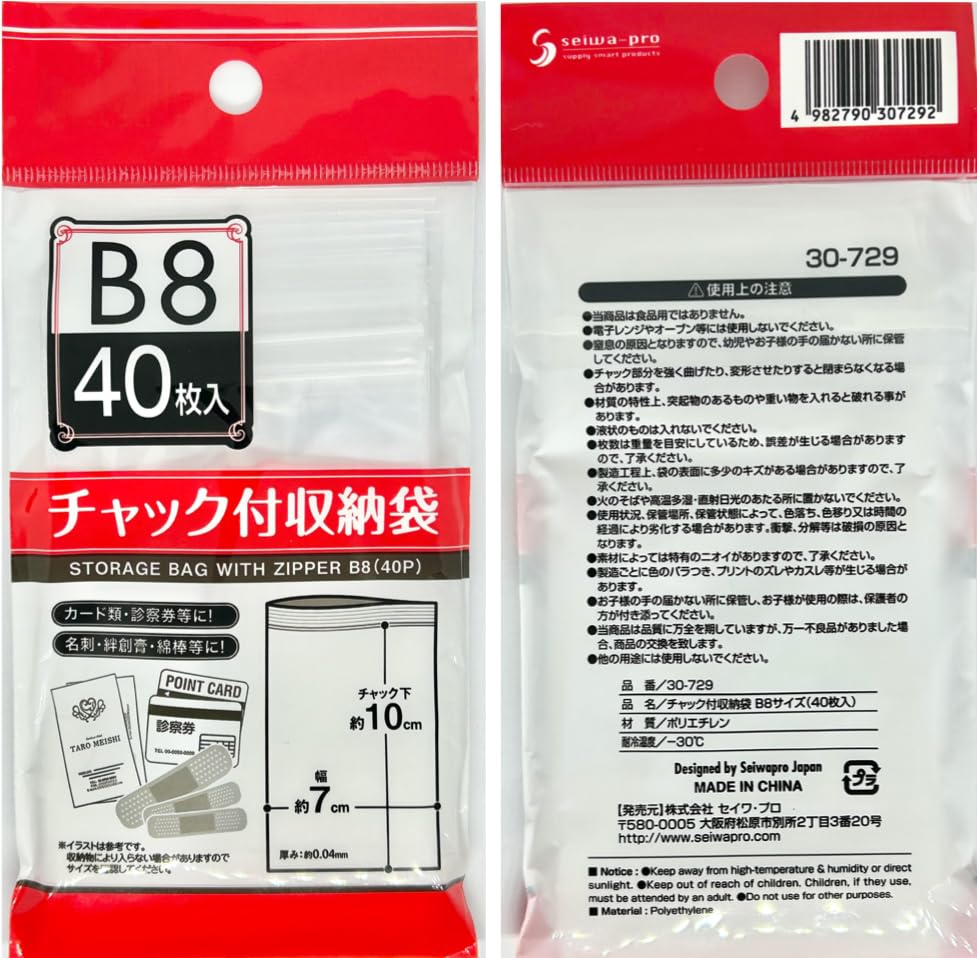 B8
40枚入
チャック付収納袋
STORAGE BAG WITH ZIPPER B8(40P)
カード類・診察券等に!
名刺・絆創膏・綿棒等に!
POINT CARD
診察券
TEL 00-0000-0000
TARO MEISHI
チャック下
約10cm
幅
約7cm
厚み:約0.04mm
※イラストは参考です。
収納物により入らない場合がありますので
サイズを確認してください。
seiwa-pro
supply smart products
4 982790 307292
30-729
⚠使用上の注意
●当商品は食品用ではありません。
●電子レンジやオーブン等には使用しないでください。
●窒息の原因となりますので、幼児やお子様の手の届かない所に保管
してください。
●チャック部分を強く曲げたり、変形させたりすると閉まらなくなる場
合があります。
●材質の特性上、突起物のあるものや重い物を入れると破れる事が
あります。
●液状のものは入れないでください。
●枚数は重量を目安にしているため、誤差が生じる場合があります
ので、了承ください。
●製造工程上、袋の表面に多少のキズがある場合がありますので、了
承ください。
●火のそばや高温多湿・直射日光のあたる所に置かないでください。
●使用状況、保管場所、保管状態によって、色落ち、色移り又は時間の
経過により劣化する場合があります。衝撃、分解等は破損の原因と
なります。
●素材によっては特有のニオイがありますので、了承ください。
●製造ごとに色のバラつき、プリントのズレやカスレ等が生じる場合が
あります。
●お子様の手の届かない所に保管し、お子様が使用の際は、保護者の
方が付き添ってください。
●当商品は品質に万全を期していますが、万一不良品がありました場
合、商品の交換を致します。
●他の用途には使用しないでください。
品 番/30-729
品 名/チャック付収納袋 B8サイズ(40枚入)
材 質/ポリエチレン
耐冷温度/-30℃
Designed by Seiwapro Japan
MADE IN CHINA
プラ
【発売元】株式会社 セイワ・プロ
〒580-0005 大阪府松原市別所2丁目3番20号
http://www.seiwapro.com
■ Notice : ●Keep away from high-temperature & humidity or direct
sunlight. ●Keep out of reach of children. Children, if they use,
must be attended by an adult. ●Do not use for other purposes.
■ Material : Polyethylene